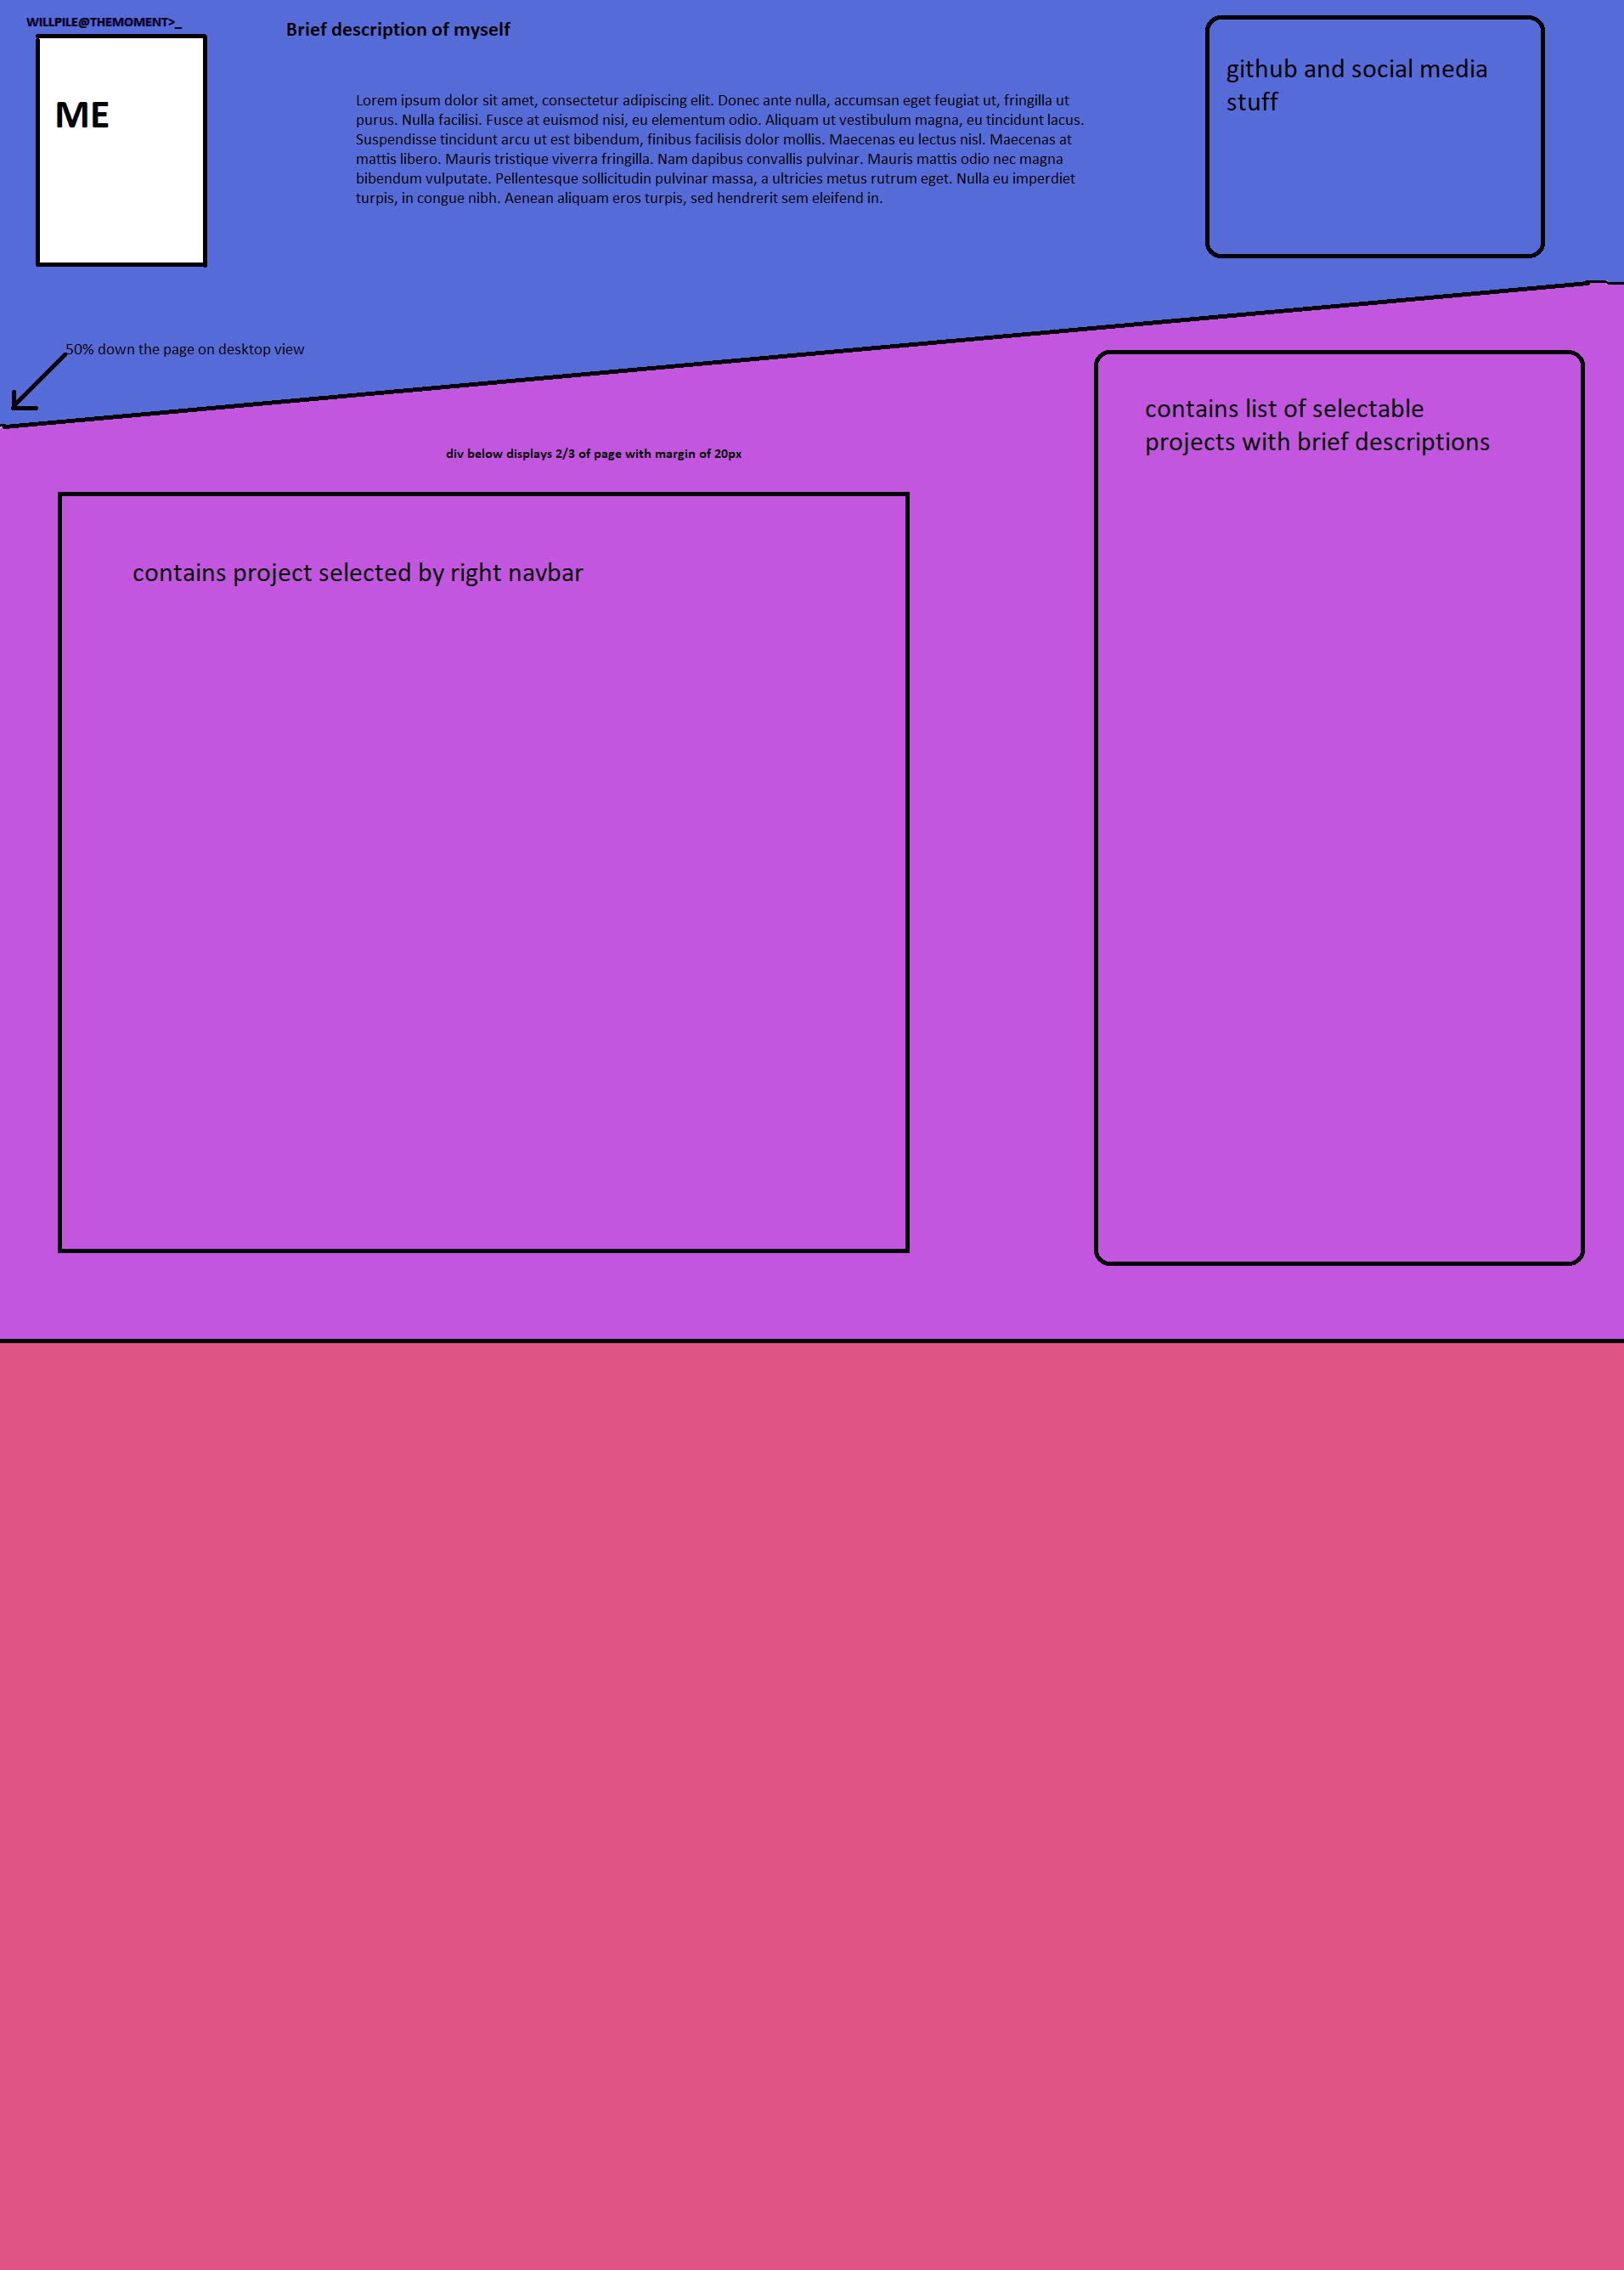 WILLPILE@THEMOMENT>_
Brief description of myself
ME
Lorem ipsum dolor sit amet, consectetur adipiscing elit. Donec ante nulla, accumsan eget feugiat ut, fringilla ut
purus. Nulla facilisi. Fusce at euismod nisi, eu elementum odio. Aliquam ut vestibulum magna, eu tincidunt lacus.
Suspendisse tincidunt arcu ut est bibendum, finibus facilisis dolor mollis. Maecenas eu lectus nisl. Maecenas at
mattis libero. Mauris tristique viverra fringilla. Nam dapibus convallis pulvinar. Mauris mattis odio nec magna
bibendum vulputate. Pellentesque sollicitudin pulvinar massa, a ultricies metus rutrum eget. Nulla eu imperdiet
turpis, in congue nibh. Aenean aliquam eros turpis, sed hendrerit sem eleifend in.
github and social media
stuff
50% down the page on desktop view
contains list of selectable
projects with brief descriptions
div below displays 2/3 of page with margin of 20px
contains project selected by right navbar